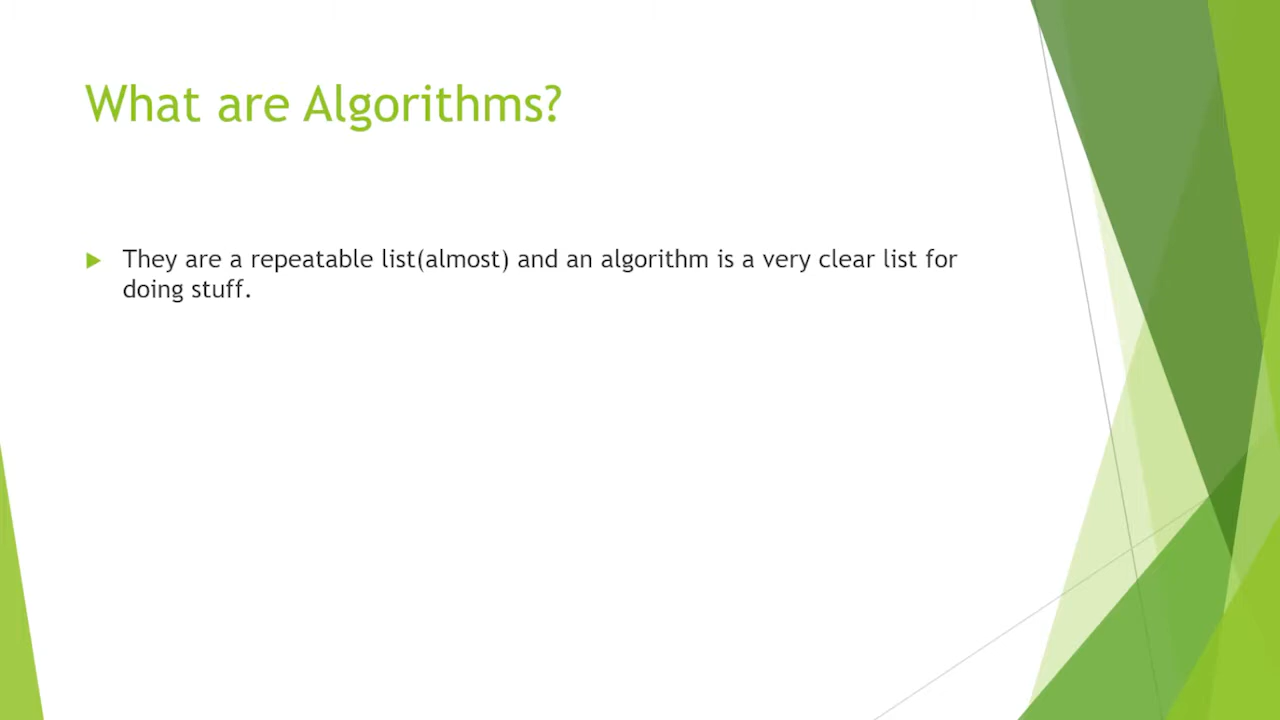 What are Algorithms?
They are a repeatable list(almost) and an algorithm is a very clear list for
doing stuff.